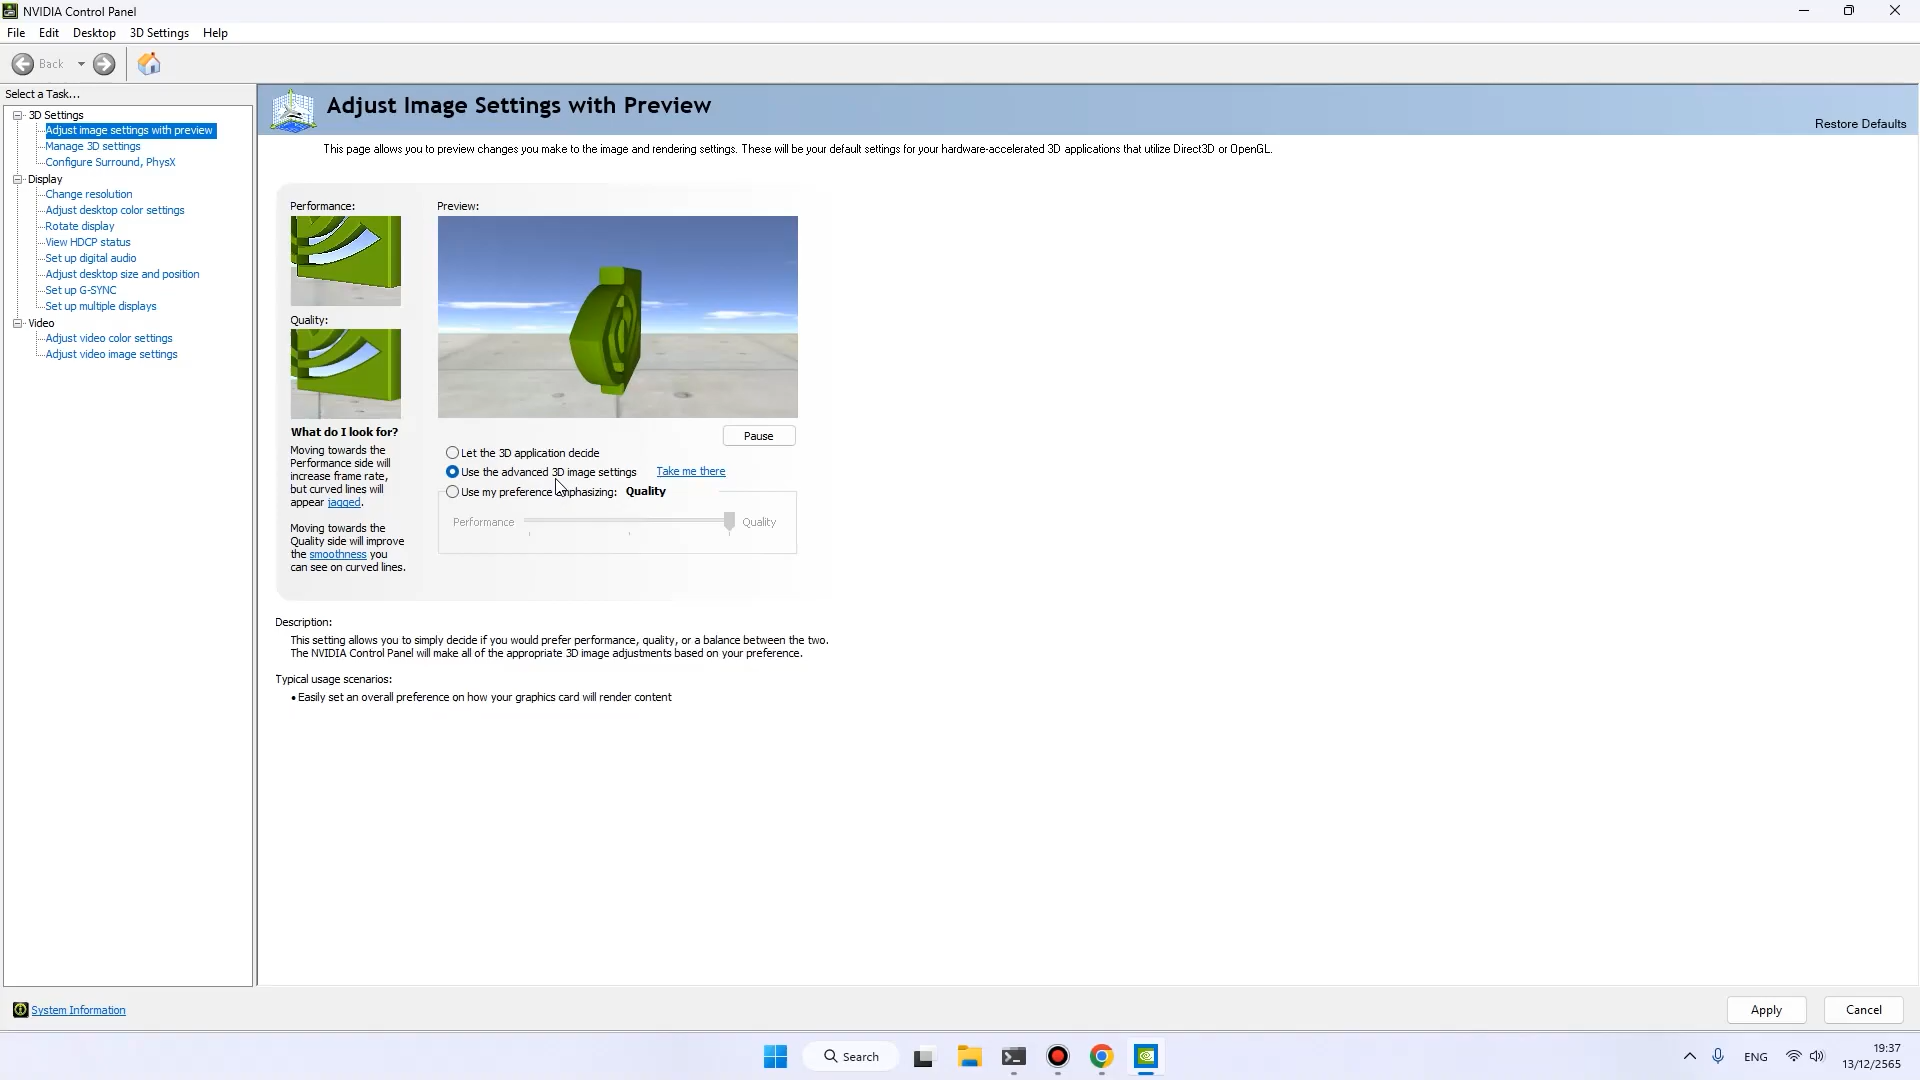 NVIDIA Control Panel
File Edit Desktop 3D Settings Help
Back
Select a Task...
3D Settings
Adjust image settings with preview
Manage 3D settings
Configure Surround, PhysX
Display
Change resolution
Adjust desktop color settings
Rotate display
View HDCP status
Set up digital audio
Adjust desktop size and position
Set up G-SYNC
Set up multiple displays
Video
Adjust video color settings
Adjust video image settings
Adjust Image Settings with Preview
Restore Defaults
This page allows you to preview changes you make to the image and rendering settings. These will be your default settings for your hardware-accelerated 3D applications that utilize Direct3D or OpenGL.
Performance:
Quality:
What do I look for?
Moving towards the
Performance side will
increase frame rate,
but curved lines will
appear jagged.
Moving towards the
Quality side will improve
the smoothness you
can see on curved lines.
Preview:
Pause
Let the 3D application decide
Use the advanced 3D image settings Take me there
Use my preference emphasizing: Quality
Performance Quality
Description:
This setting allows you to simply decide if you would prefer performance, quality, or a balance between the two.
The NVIDIA Control Panel will make all of the appropriate 3D image adjustments based on your preference.
Typical usage scenarios:
• Easily set an overall preference on how your graphics card will render content
System Information
Apply Cancel
Search
ENG
19:37
13/12/2565